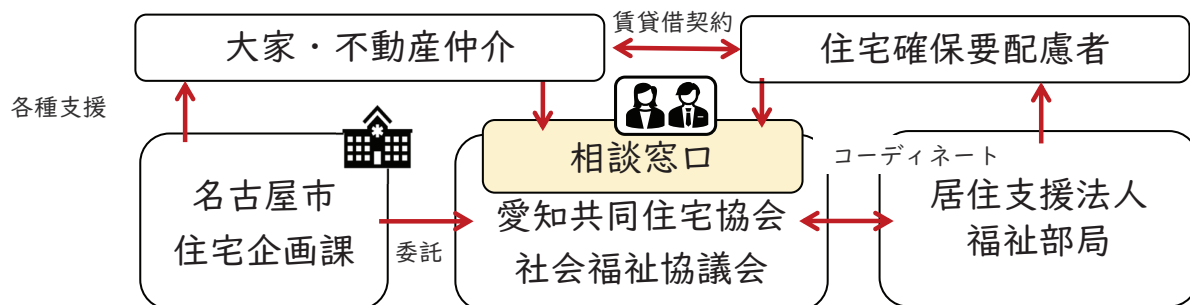 賃貸借契約
大家・不動産仲介
住宅確保要配慮者
各種支援
相談窓口
コーディネート
名古屋市
住宅企画課
委託
愛知共同住宅協会
社会福祉協議会
居住支援法人
福祉部局